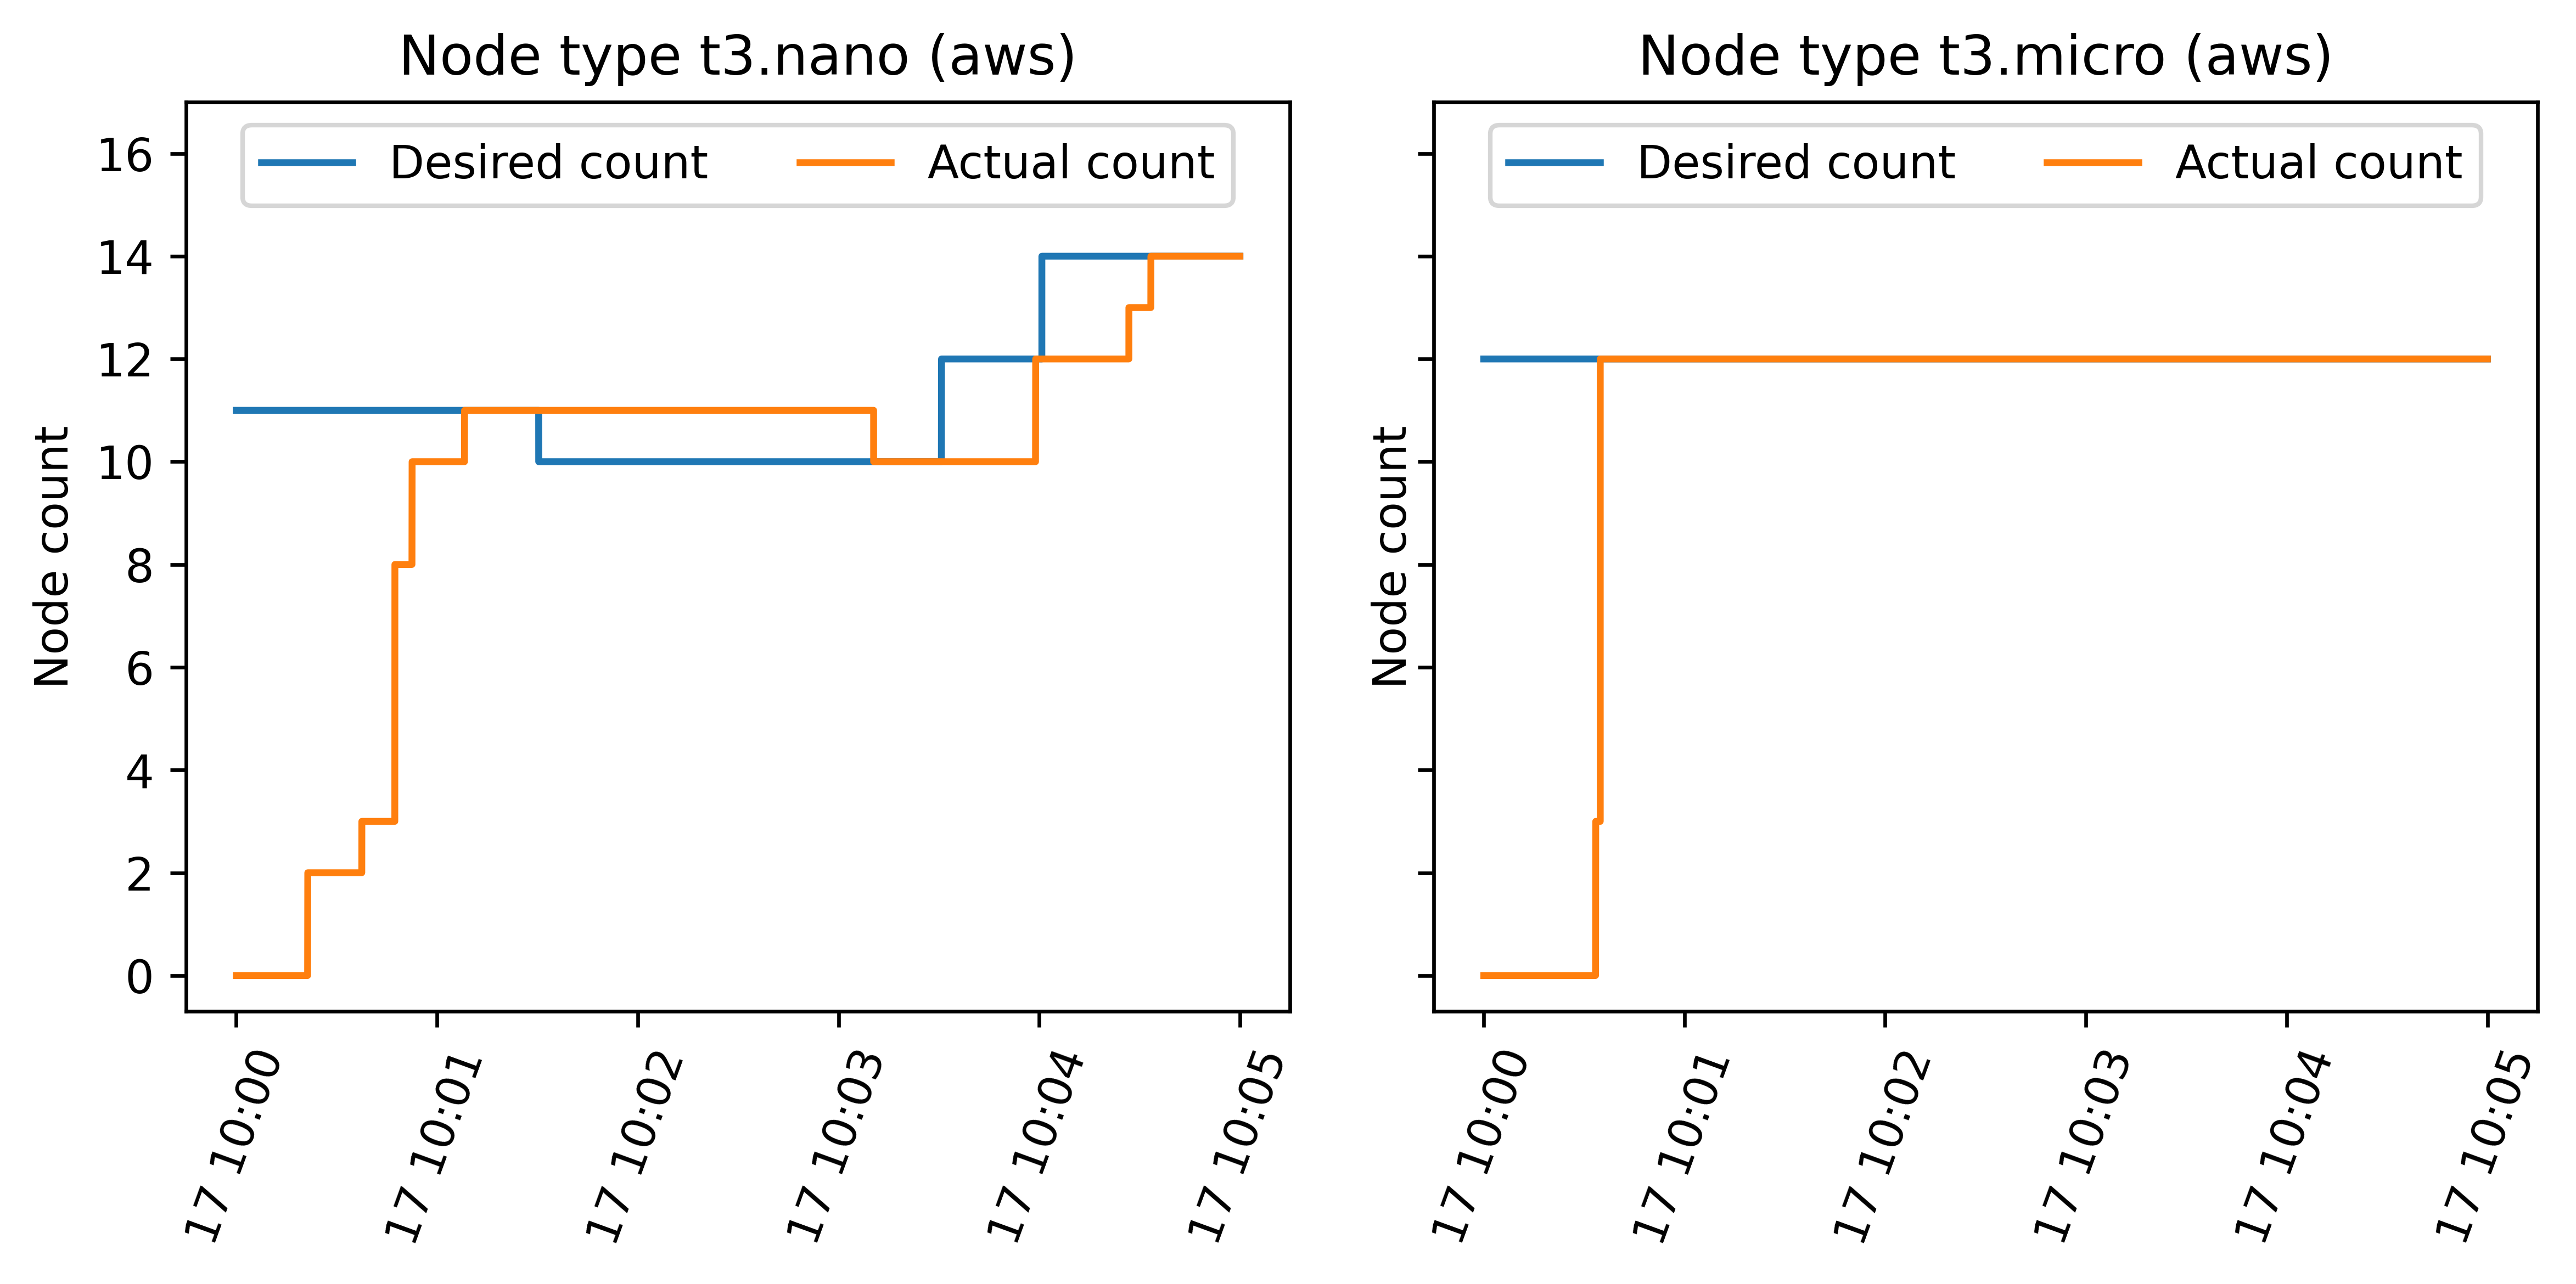 Node type t3.nano (aws)
Desired count
Actual count
Node count
16
14
12
10
8
6
4
2
0
17 10:00
17 10:01
17 10:02
17 10:03
17 10:04
17 10:05
Node type t3.micro (aws)
Desired count
Actual count
Node count
17 10:00
17 10:01
17 10:02
17 10:03
17 10:04
17 10:05